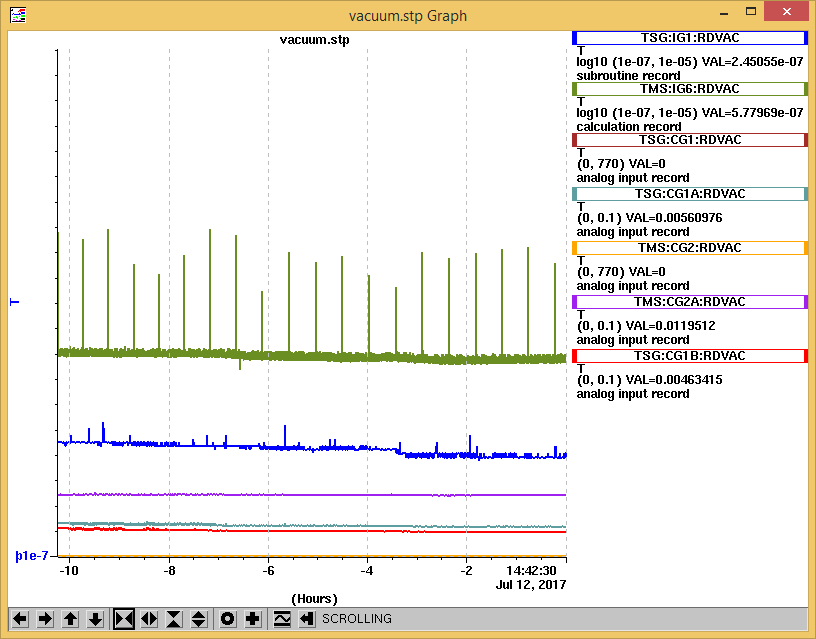 vacuum.stp Graph
vacuum.stp
T
þ1e-7
-10
-8
-6
-4
-2
14:42:30
Jul 12, 2017
(Hours)
TSG:IG1:RDVAC
T
log10 (1e-07, 1e-05) VAL=2.45055e-07
subroutine record
TMS:IG6:RDVAC
T
log10 (1e-07, 1e-05) VAL=5.77969e-07
calculation record
TSG:CG1:RDVAC
T
(0, 770) VAL=0
analog input record
TSG:CG1A:RDVAC
T
(0, 0.1) VAL=0.00560976
analog input record
TMS:CG2:RDVAC
T
(0, 770) VAL=0
analog input record
TMS:CG2A:RDVAC
T
(0, 0.1) VAL=0.0119512
analog input record
TSG:CG1B:RDVAC
T
(0, 0.1) VAL=0.00463415
analog input record
SCROLLING